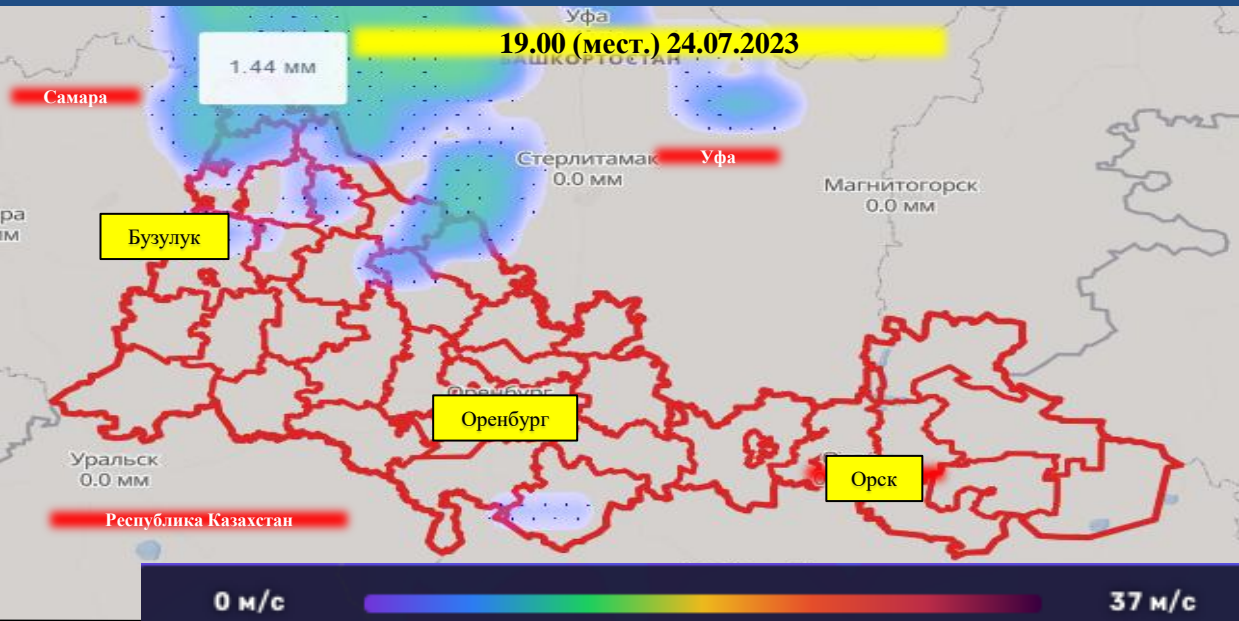 Уфа
19.00 (мест.) 24.07.2023
БАШКОРТОСТАН
1.44 мм
Самара
Стерлитамак
0.0 мм
Уфа
Магнитогорск
0.0 мм
ра
м
Бузулук
Оренбург
Оренбург
Уральск
0.0 мм
Орск
Республика Казахстан
0 м/с
37 м/с